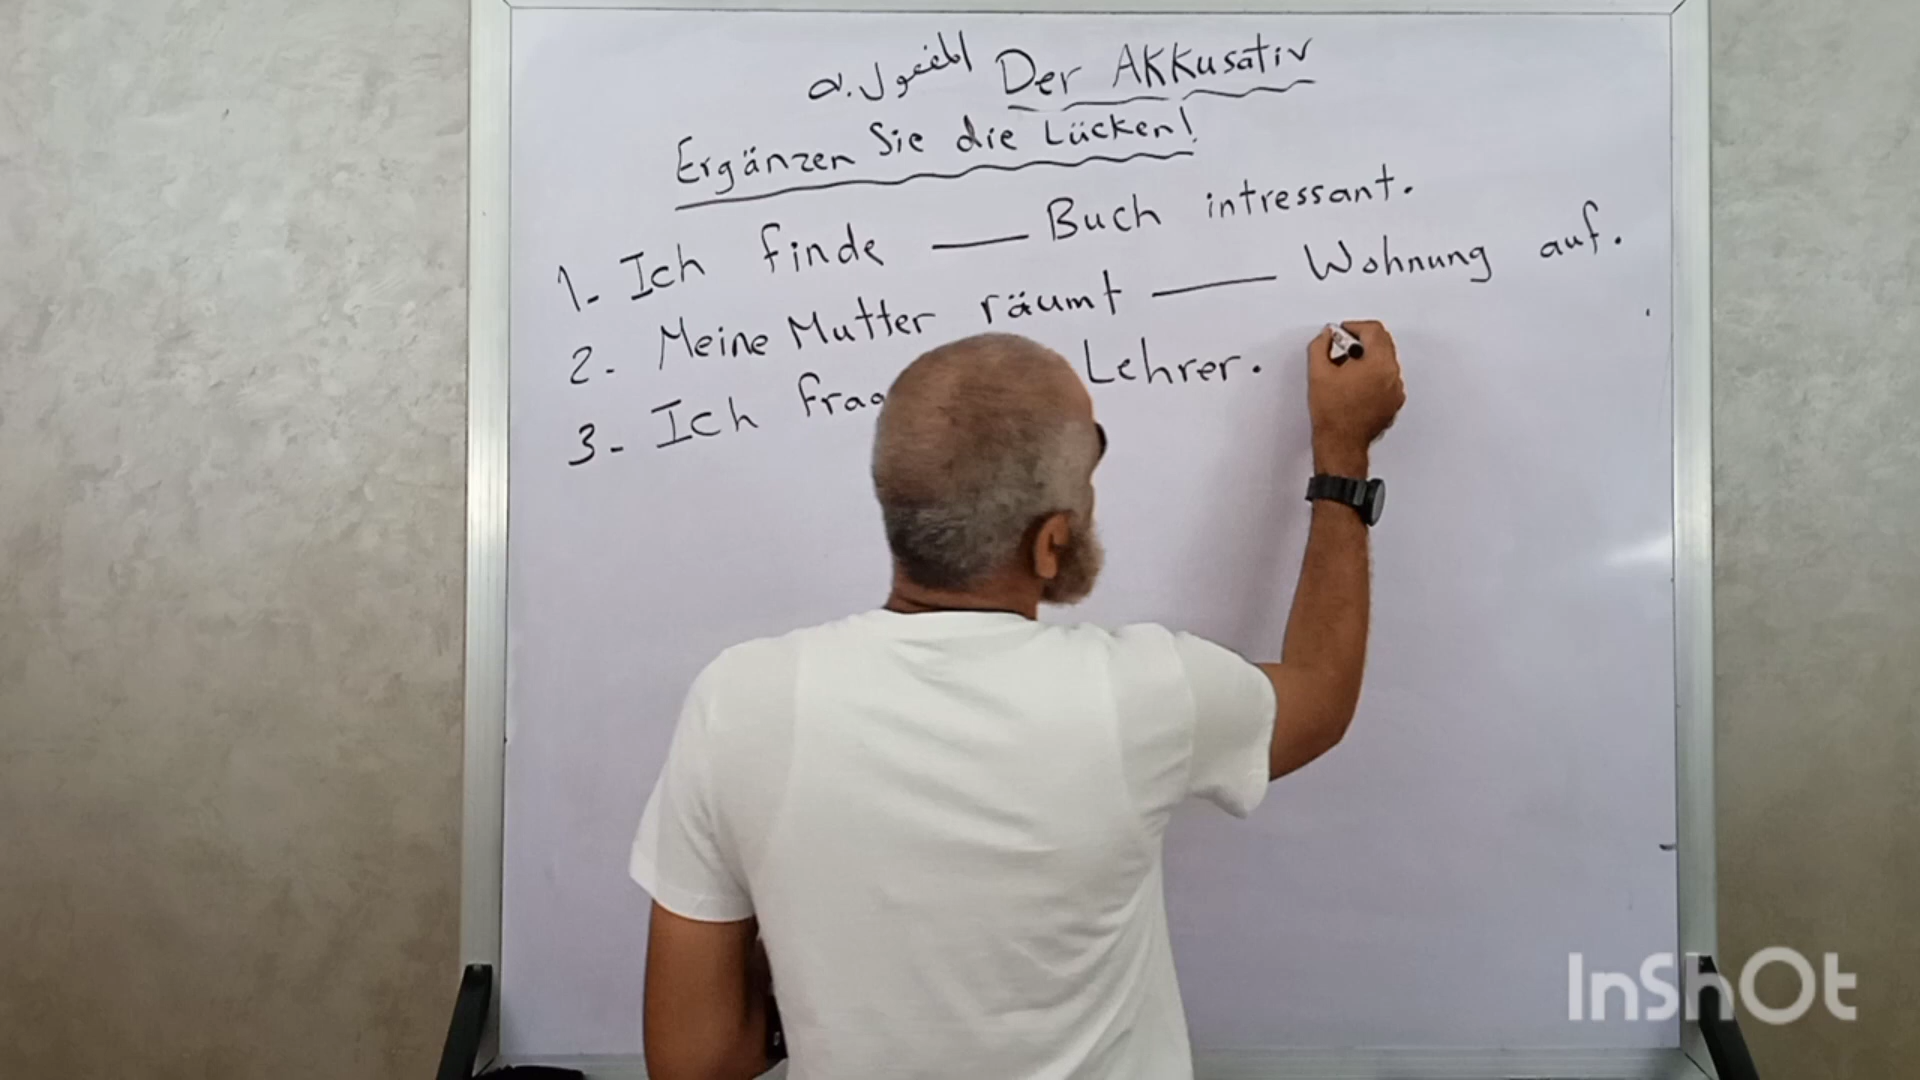 المفعول به Der Akkusativ
Ergänzen Sie die Lücken!
1- Ich finde ___ Buch intressant.
2- Meine Mutter räumt ___ Wohnung auf.
3- Ich frag Lehrer.
InShOt